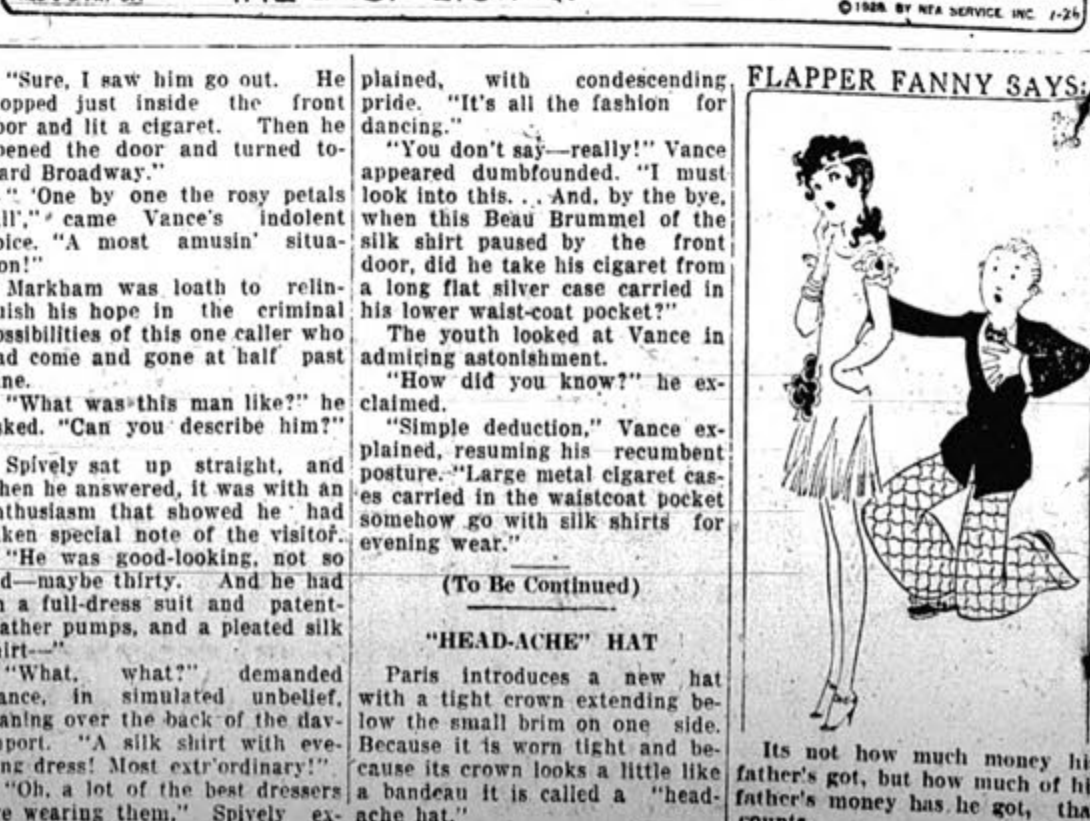 ©1928 BY NEA SERVICE, INC. 1-26
"Sure, I saw him go out. He
opped just inside the front
oor and lit a cigaret. Then he
pened the door and turned to-
ard Broadway."
" 'One by one the rosy petals
ll'," came Vance's indolent
oice. "A most amusin' situa-
on!"
Markham was loath to relin-
uish his hope in the criminal
ossibilities of this one caller who
ad come and gone at half past
ne.
"What was this man like?" he
sked. "Can you describe him?"
Spively sat up straight, and
hen he answered, it was with an
nthusiasm that showed he had
ken special note of the visitor.
"He was good-looking, not so
d—maybe thirty. And he had
n a full-dress suit and patent-
ather pumps, and a pleated silk
irt—"
"What, what?" demanded
ance, in simulated unbelief,
aning over the back of the dav-
port. "A silk shirt with eve-
ng dress! Most extr'ordinary!"
"Oh, a lot of the best dressers
e wearing them," Spively ex-
plained, with condescending
pride. "It's all the fashion for
dancing."
"You don't say—really!" Vance
appeared dumbfounded. "I must
look into this. . . And, by the bye,
when this Beau Brummel of the
silk shirt paused by the front
door, did he take his cigaret from
a long flat silver case carried in
his lower waist-coat pocket?"
The youth looked at Vance in
admiring astonishment.
"How did you know?" he ex-
claimed.
"Simple deduction," Vance ex-
plained, resuming his recumbent
posture. "Large metal cigaret cas-
es carried in the waistcoat pocket
somehow go with silk shirts for
evening wear."
(To Be Continued)
"HEAD-ACHE" HAT
Paris introduces a new hat
with a tight crown extending be-
low the small brim on one side.
Because it is worn tight and be-
cause its crown looks a little like
a bandeau it is called a "head-
ache hat."
FLAPPER FANNY SAYS:
Its not how much money hi
father's got, but how much of hi
father's money has he got, tha